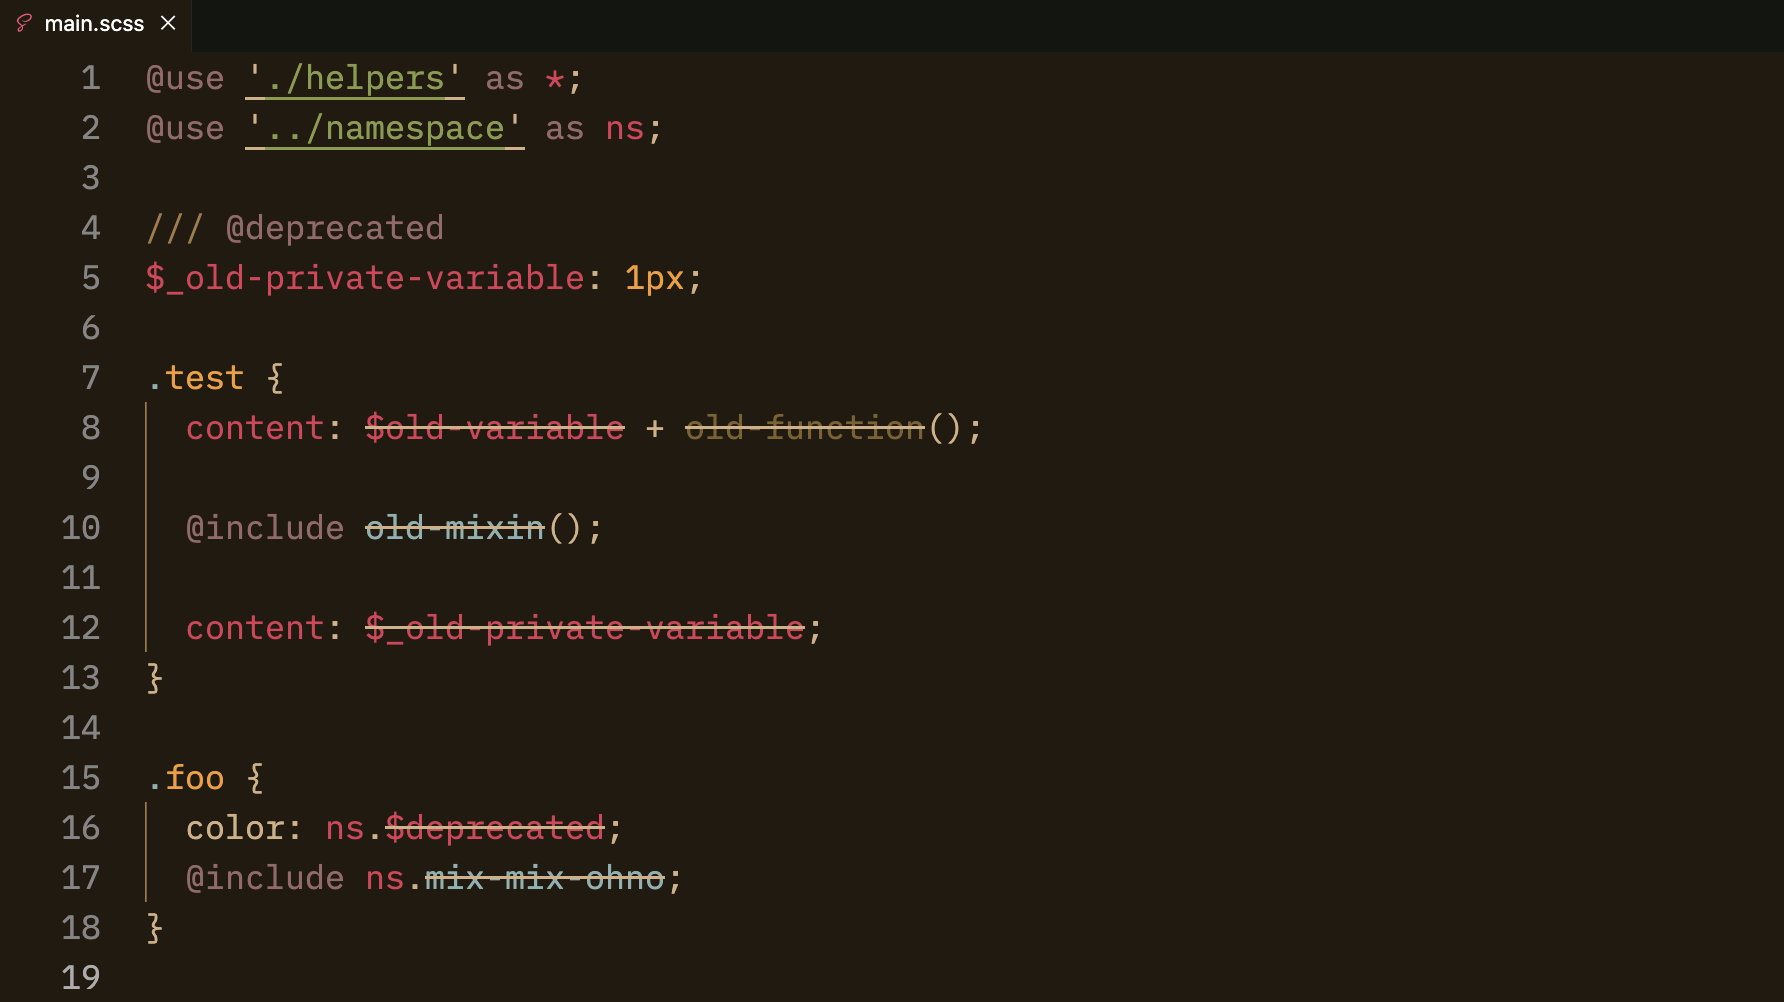 main.scss
1 @use './helpers' as *;
2 @use '../namespace' as ns;
3
4 /// @deprecated
5 $_old-private-variable: 1px;
6
7 .test {
8 content: $old-variable + old-function();
9
10 @include old-mixin();
11
12 content: $_old-private-variable;
13 }
14
15 .foo {
16 color: ns.$deprecated;
17 @include ns.mix-mix-ohno;
18 }
19